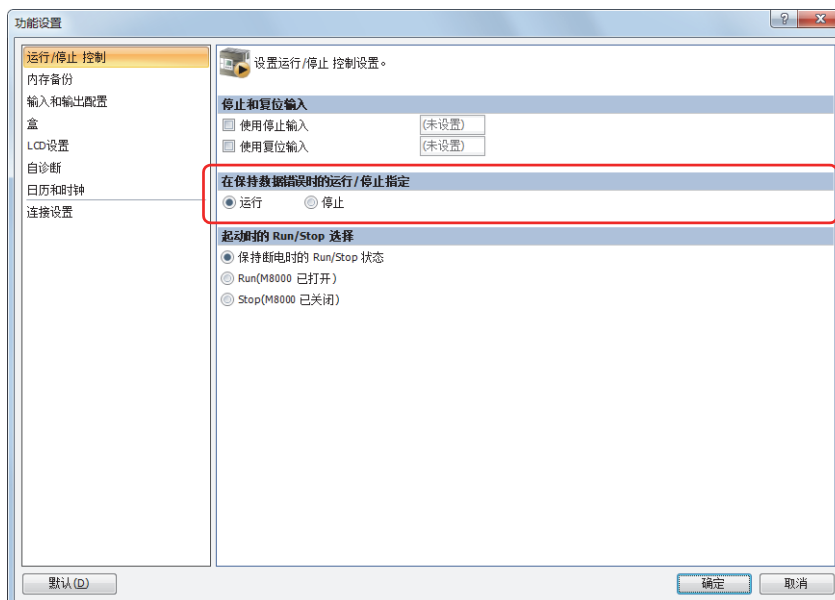 功能设置
?
运行/停止 控制
内存备份
输入和输出配置
盒
LCD设置
自诊断
日历和时钟
连接设置
设置运行/停止 控制设置。
停止和复位输入
使用停止输入 (未设置)
使用复位输入 (未设置)
在保持数据错误时的运行/停止指定
运行 停止
起动时的 Run/Stop 选择
保持断电时的 Run/Stop 状态
Run(M8000 已打开)
Stop(M8000 已关闭)
默认(D) 确定 取消